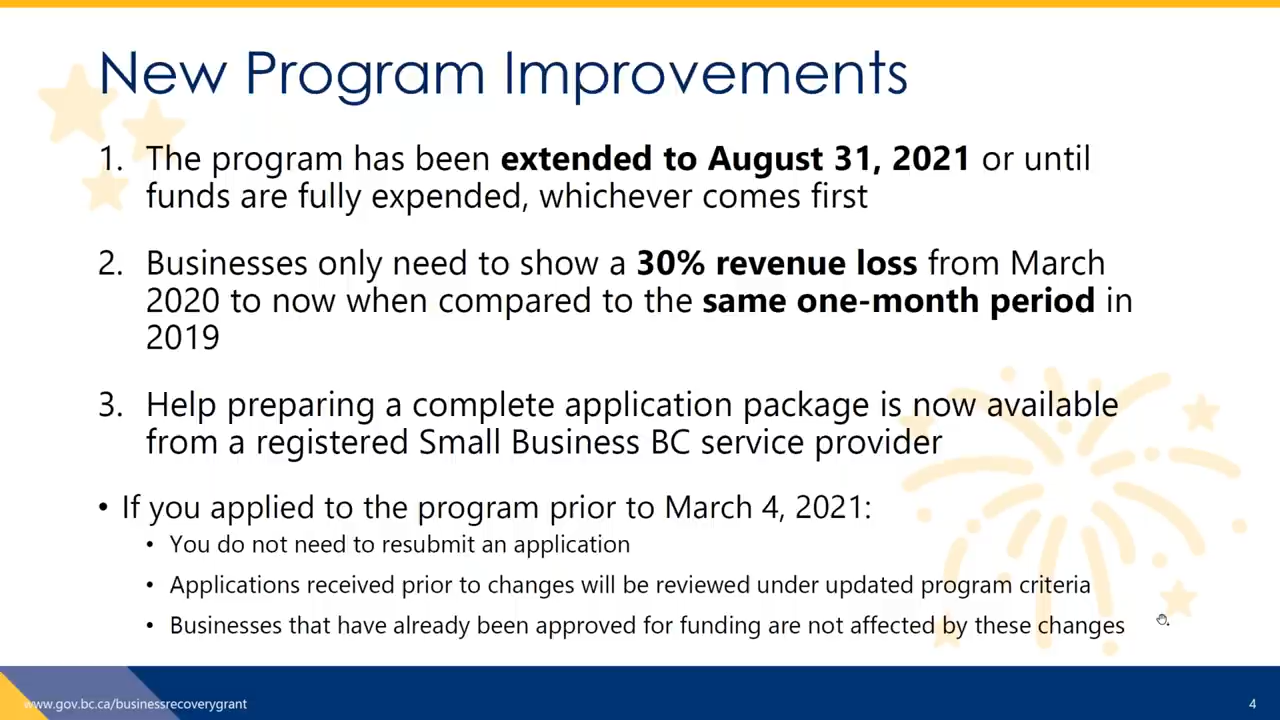 New Program Improvements
1. The program has been extended to August 31, 2021 or until
funds are fully expended, whichever comes first
2. Businesses only need to show a 30% revenue loss from March
2020 to now when compared to the same one-month period in
2019
3. Help preparing a complete application package is now available
from a registered Small Business BC service provider
• If you applied to the program prior to March 4, 2021:
• You do not need to resubmit an application
• Applications received prior to changes will be reviewed under updated program criteria
• Businesses that have already been approved for funding are not affected by these changes
www.gov.bc.ca/businessrecoverygrant
4